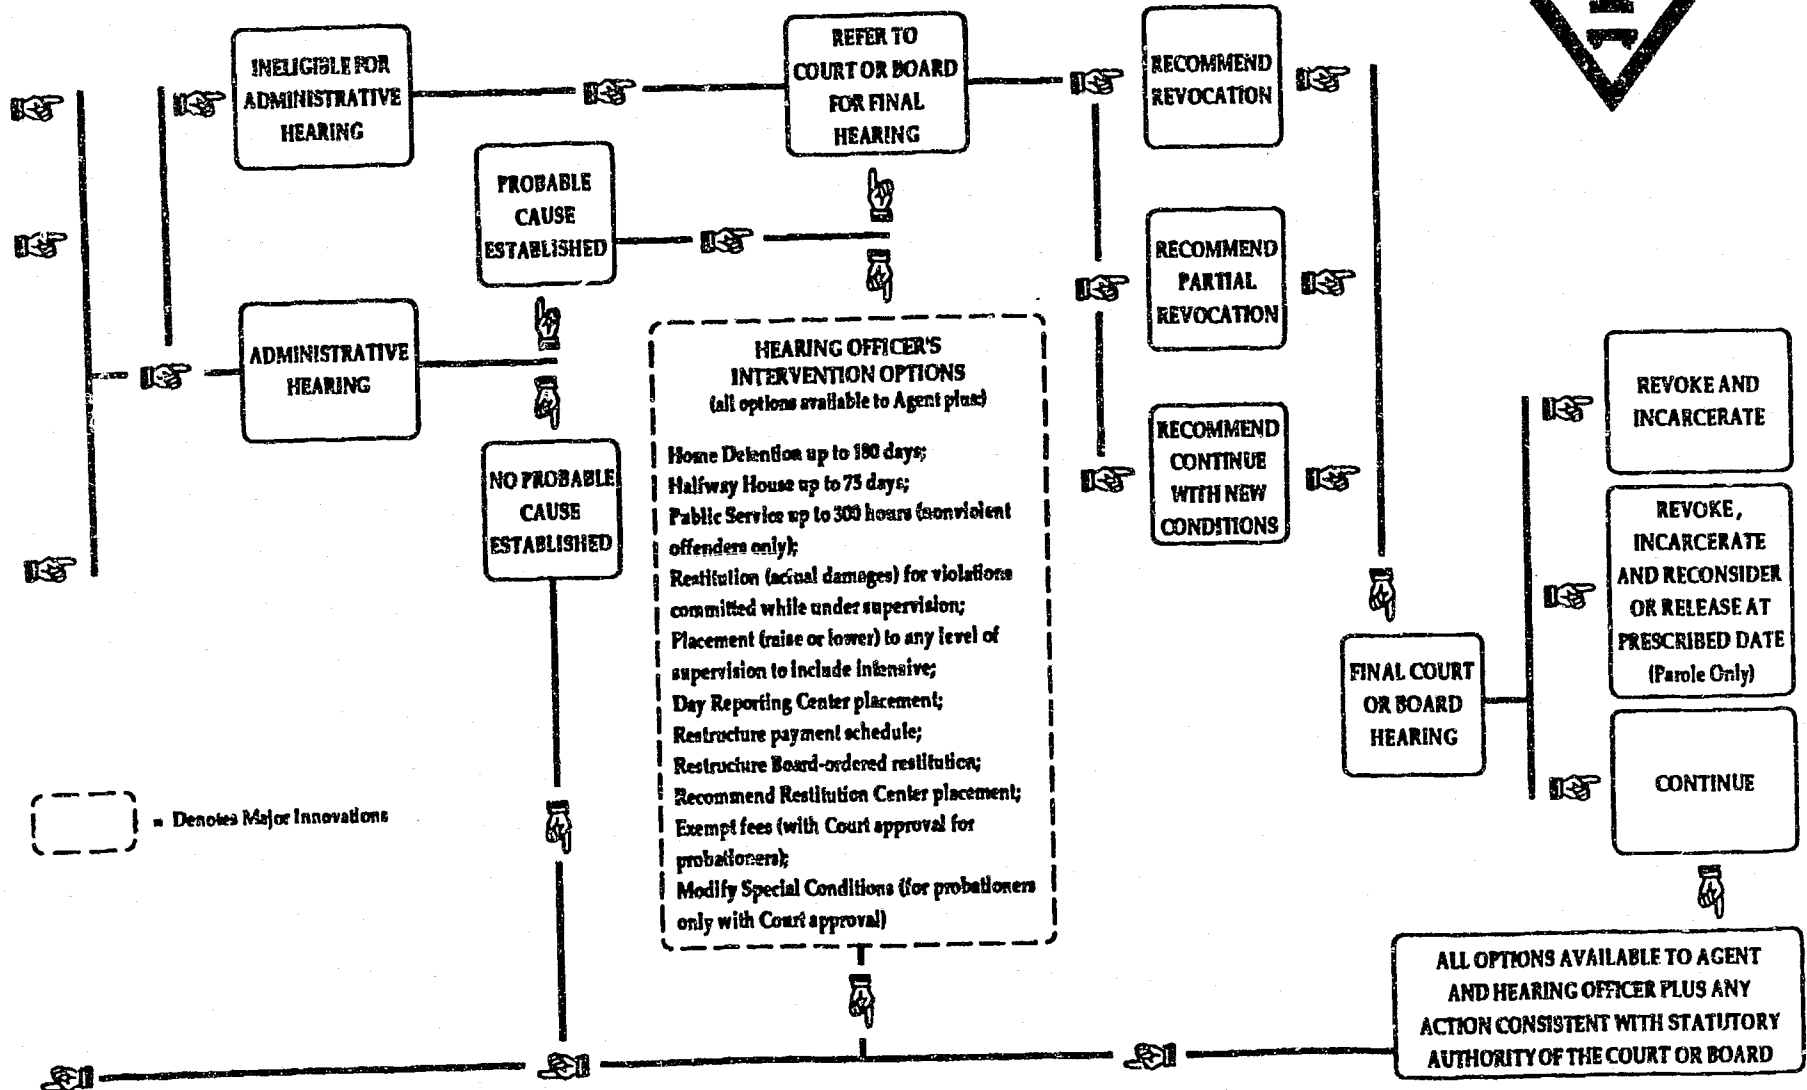 INELIGIBLE FOR
ADMINISTRATIVE
HEARING
REFER TO
COURT OR BOARD
FOR FINAL
HEARING
RECOMMEND
REVOCATION
PROBABLE
CAUSE
ESTABLISHED
RECOMMEND
PARTIAL
REVOCATION
ADMINISTRATIVE
HEARING
NO PROBABLE
CAUSE
ESTABLISHED
HEARING OFFICER'S
INTERVENTION OPTIONS
(all options available to Agent plus:)
Home Detention up to 180 days;
Halfway House up to 75 days;
Public Service up to 300 hours (nonviolent
offenders only);
Restitution (actual damages) for violations
committed while under supervision;
Placement (raise or lower) to any level of
supervision to include intensive;
Day Reporting Center placement;
Restructure payment schedule;
Restructure Board-ordered restitution;
Recommend Restitution Center placement;
Exempt fees (with Court approval for
probationers);
Modify Special Conditions (for probationers
only with Court approval)
RECOMMEND
CONTINUE
WITH NEW
CONDITIONS
FINAL COURT
OR BOARD
HEARING
REVOKE AND
INCARCERATE
REVOKE,
INCARCERATE
AND RECONSIDER
OR RELEASE AT
PRESCRIBED DATE
(Parole Only)
CONTINUE
= Denotes Major Innovations
ALL OPTIONS AVAILABLE TO AGENT
AND HEARING OFFICER PLUS ANY
ACTION CONSISTENT WITH STATUTORY
AUTHORITY OF THE COURT OR BOARD